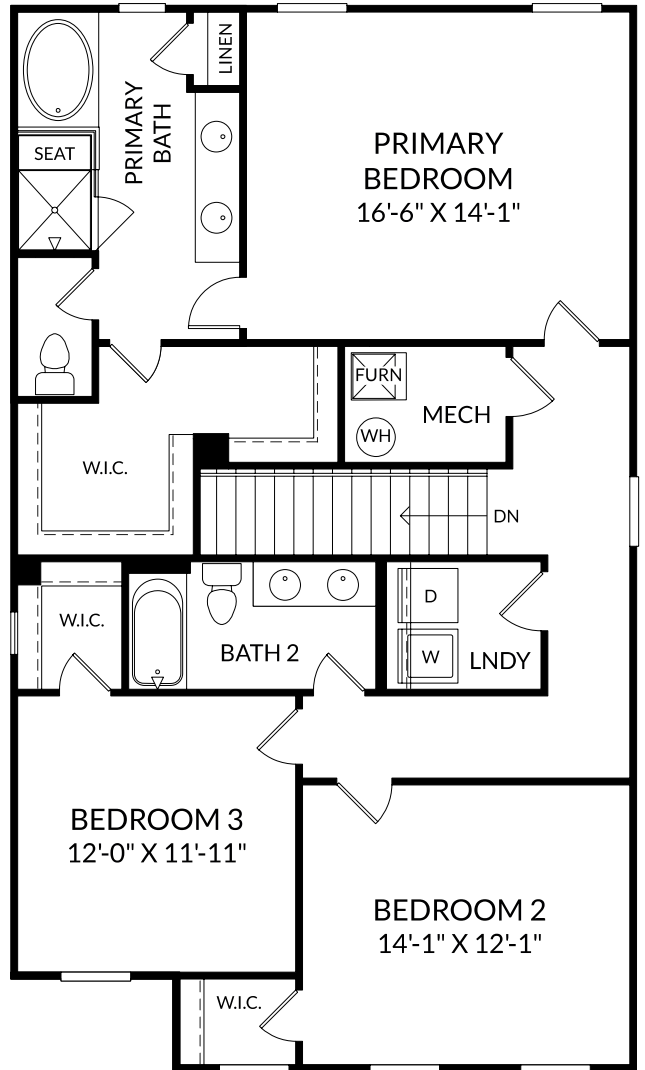 LINEN
PRIMARY
BATH
SEAT
PRIMARY
BEDROOM
16'-6" X 14'-1"
FURN
MECH
WH
W.I.C.
DN
W.I.C.
D
BATH 2
W
LNDY
BEDROOM 3
12'-0" X 11'-11"
BEDROOM 2
14'-1" X 12'-1"
W.I.C.